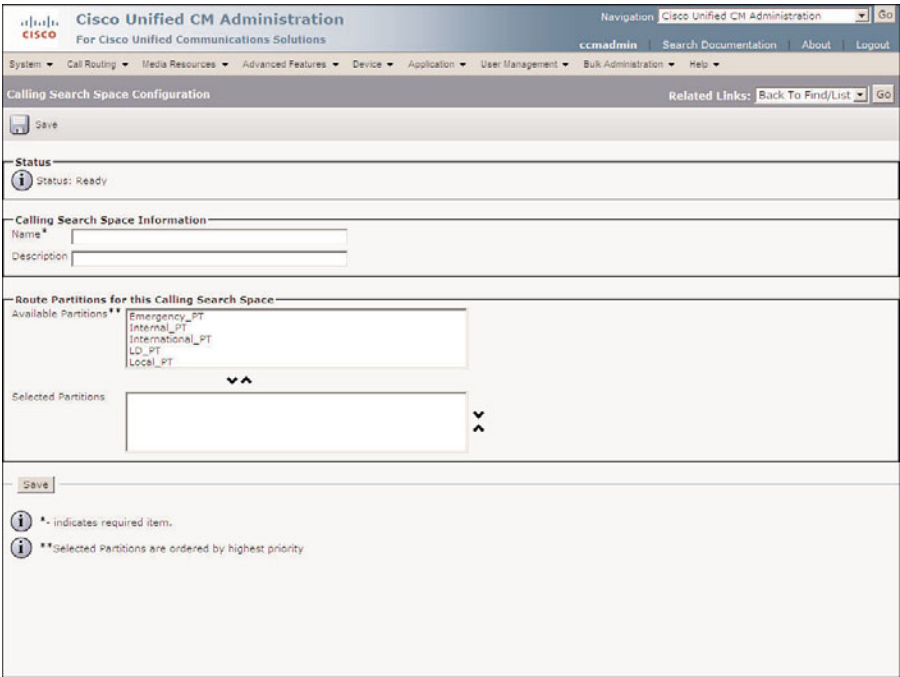 cisco
Cisco Unified CM Administration
For Cisco Unified Communications Solutions
Navigation Cisco Unified CM Administration Go
ccmadmin Search Documentation About Logout
System Call Routing Media Resources Advanced Features Device Application User Management Bulk Administration Help
Calling Search Space Configuration
Related Links: Back To Find/List Go
Save
Status
Status: Ready
Calling Search Space Information
Name*
Description
Route Partitions for this Calling Search Space
Available Partitions**
Emergency_PT
Internal_PT
International_PT
LD_PT
Local_PT
Selected Partitions
Save
*- indicates required item.
**Selected Partitions are ordered by highest priority